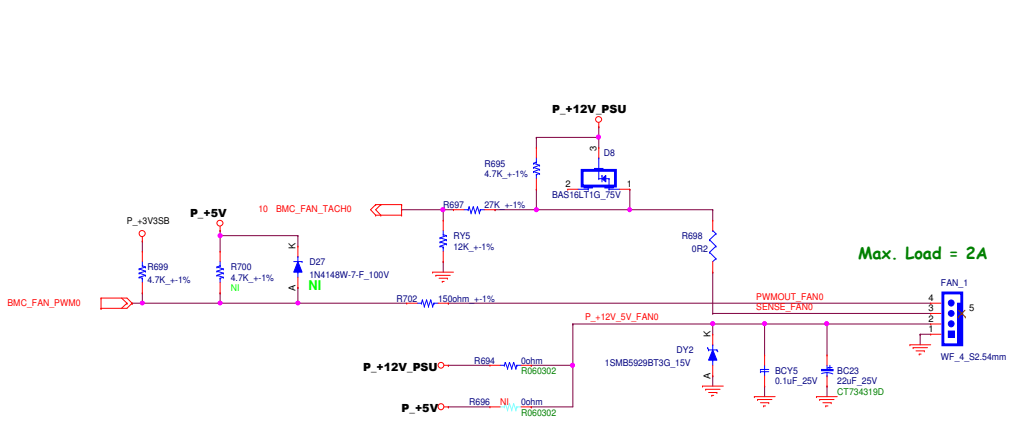 P_+12V_PSU
3
D8
R695
4.7K_+-1%
2
1
BAS16LT1G_75V
10 BMC_FAN_TACH0
R697 27K_+-1%
P_+5V
P_+3V3SB
RY5
12K_+-1%
R698
0R2
Max. Load = 2A
K
D27
1N4148W-7-F_100V
NI
A
R699
4.7K_+-1%
R700
4.7K_+-1%
NI
FAN_1
BMC_FAN_PWM0
R702 150ohm_+-1%
PWMOUT_FAN0
4
SENSE_FAN0
3
5
P_+12V_5V_FAN0
2
1
K
DY2
1SMB5929BT3G_15V
A
WF_4_S2.54mm
P_+12V_PSU
R694 0ohm
R060302
BCY5
0.1uF_25V
BC23
22uF_25V
CT734319D
P_+5V
R696 NI 0ohm
R060302